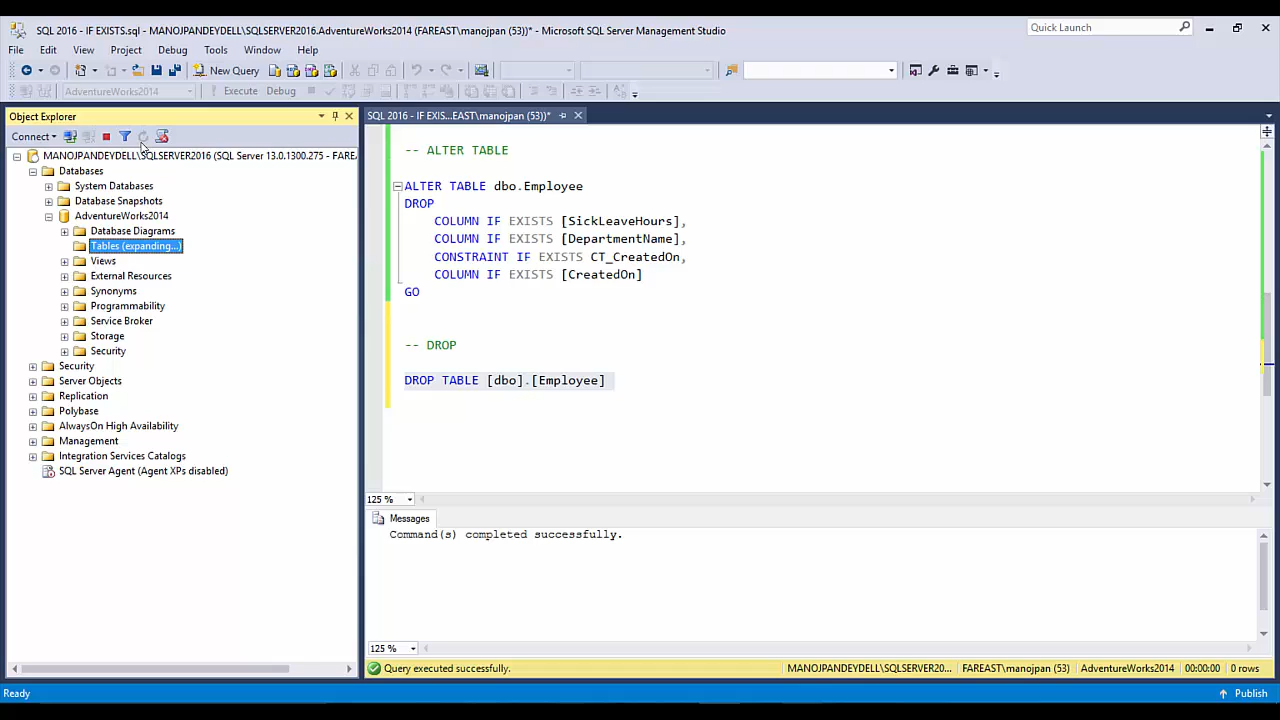 SQL 2016 - IF EXISTS.sql - MANOJPANDEYDELL\SQLSERVER2016.AdventureWorks2014 (FAREAST\manojpan (53))* - Microsoft SQL Server Management Studio
Quick Launch
File Edit View Project Debug Tools Window Help
New Query
AdventureWorks2014 Execute Debug
Object Explorer
SQL 2016 - IF EXIS...EAST\manojpan (53))*
Connect
MANOJPANDEYDELL\SQLSERVER2016 (SQL Server 13.0.1300.275 - FAREA
Databases
System Databases
Database Snapshots
AdventureWorks2014
Database Diagrams
Tables (expanding...)
Views
External Resources
Synonyms
Programmability
Service Broker
Storage
Security
Security
Server Objects
Replication
Polybase
AlwaysOn High Availability
Management
Integration Services Catalogs
SQL Server Agent (Agent XPs disabled)
-- ALTER TABLE
ALTER TABLE dbo.Employee
DROP
COLUMN IF EXISTS [SickLeaveHours],
COLUMN IF EXISTS [DepartmentName],
CONSTRAINT IF EXISTS CT_CreatedOn,
COLUMN IF EXISTS [CreatedOn]
GO
-- DROP
DROP TABLE [dbo].[Employee]
125 %
Messages
Command(s) completed successfully.
125 %
Query executed successfully. MANOJPANDEYDELL\SQLSERVER20... FAREAST\manojpan (53) AdventureWorks2014 00:00:00 0 rows
Ready Publish